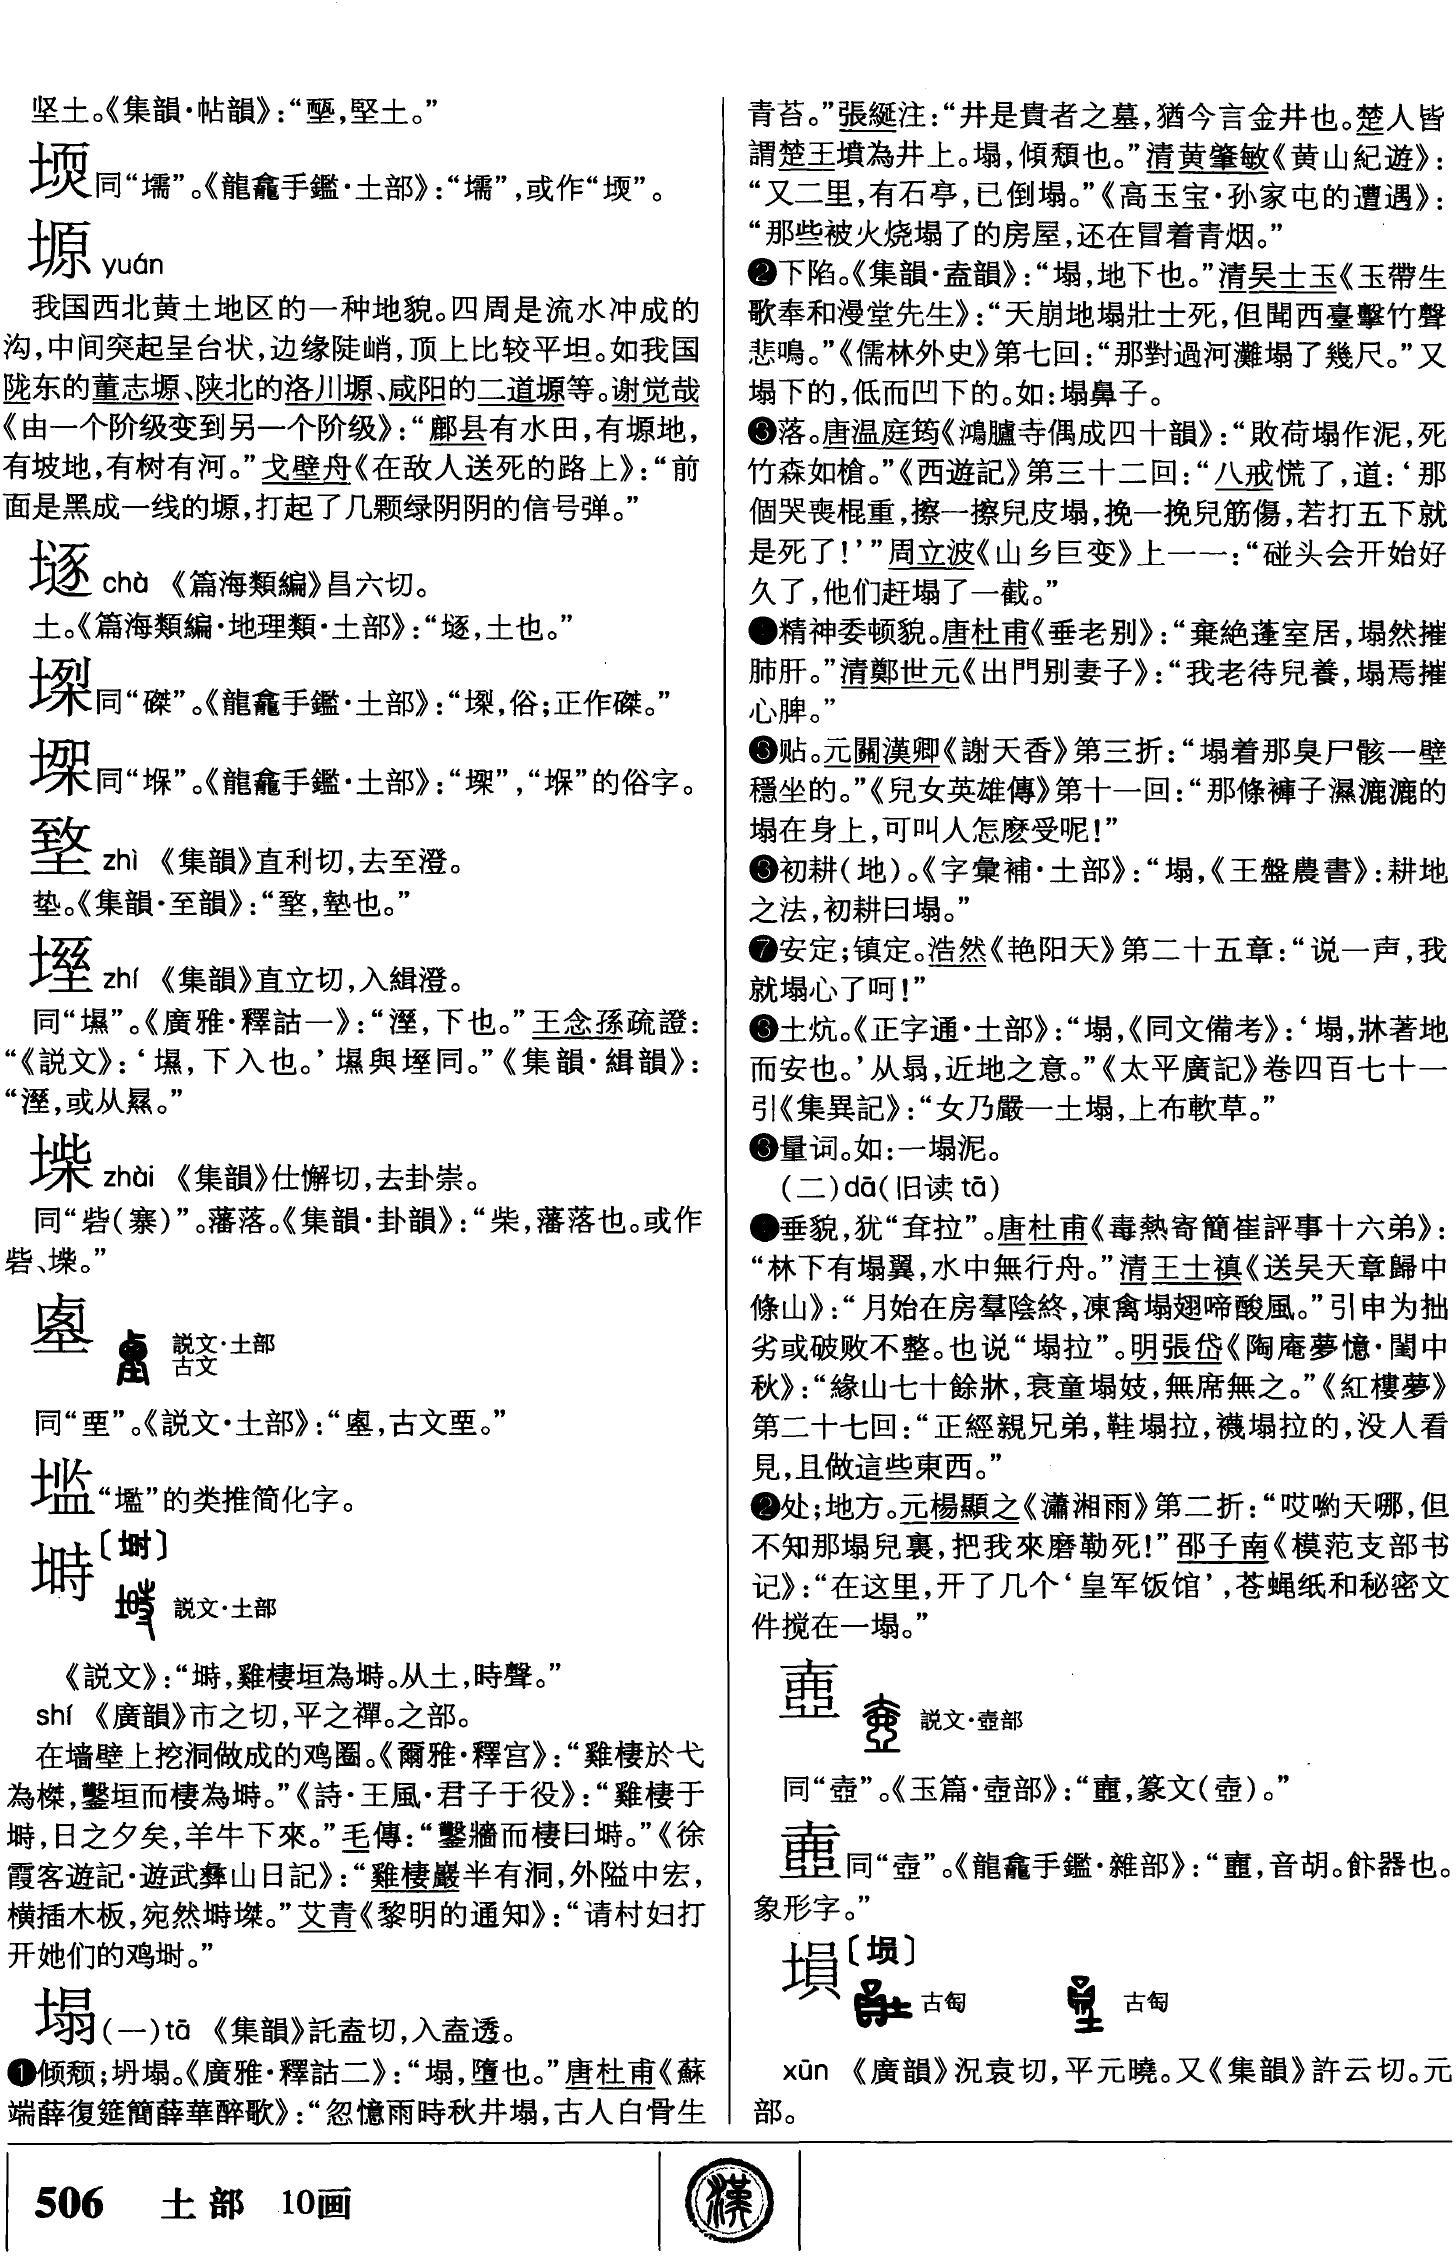 坚土。《集韻·帖韻》：“壄，堅土。”
同“壖”。《龍龕手鑑·土部》：“壖”，或作“堧”。
塬 yuán
我国西北黄土地区的一种地貌。四周是流水冲成的
沟，中间突起呈台状，边缘陡峭，顶上比较平坦。如我国
陇东的董志塬、陕北的洛川塬、咸阳的二道塬等。谢觉哉
《由一个阶级变到另一个阶级》：“鄜县有水田，有塬地，
有坡地，有树有河。”戈壁舟《在敌人送死的路上》：“前
面是黑成一线的塬，打起了几颗绿阴阴的信号弹。”
chù 《篇海類編》昌六切。
土。《篇海類編·地理類·土部》：“，土也。”
同“磔”。《龍龕手鑑·土部》：“，俗；正作磔。”
同“堢”。《龍龕手鑑·土部》：“”，“堢”的俗字。
zhì 《集韻》直利切，去至澄。
垫。《集韻·至韻》：“，墊也。”
zhí 《集韻》直立切，入緝澄。
同“㙷”。《廣雅·釋詁一》：“溼，下也。”王念孫疏證：
“《説文》：‘㙷，下入也。’㙷與同。”《集韻·緝韻》：
“溼，或从㬎。”
zhài 《集韻》仕懈切，去卦崇。
同“砦（寨）”。藩落。《集韻·卦韻》：“柴，藩落也。或作
砦、。”
説文·土部
古文
同“垔”。《説文·土部》：“，古文垔。”
塧“壏”的类推简化字。
塒〔埘〕
説文·土部
《説文》：“塒，雞棲垣為塒。从土，時聲。”
shí 《廣韻》市之切，平之禪。之部。
在墙壁上挖洞做成的鸡圈。《爾雅·釋宫》：“雞棲於弋
為榤，鑿垣而棲為塒。”《詩·王風·君子于役》：“雞棲于
塒，日之夕矣，羊牛下來。”毛傳：“鑿牆而棲曰塒。”《徐
霞客遊記·遊武彝山日記》：“雞棲巖半有洞，外隘中宏，
横插木板，宛然塒㙣。”艾青《黎明的通知》：“请村妇打
开她们的鸡埘。”
塌（一）tā 《集韻》託盍切，入盍透。
❶倾颓；坍塌。《廣雅·釋詁二》：“塌，墮也。”唐杜甫《蘇
端薛復筵簡薛華醉歌》：“忽憶雨時秋井塌，古人白骨生
青苔。”張綖注：“井是貴者之墓，猶今言金井也。楚人皆
謂楚王墳為井上。塌，傾頽也。”清黄肇敏《黄山紀遊》：
“又二里，有石亭，已倒塌。”《高玉宝·孙家屯的遭遇》：
“那些被火烧塌了的房屋，还在冒着青烟。”
❷下陷。《集韻·盍韻》：“塌，地下也。”清吴士玉《玉帶生
歌奉和漫堂先生》：“天崩地塌壯士死，但聞西臺擊竹聲
悲鳴。”《儒林外史》第七回：“那對過河灘塌了幾尺。”又
塌下的，低而凹下的。如：塌鼻子。
❸落。唐温庭筠《鴻臚寺偶成四十韻》：“敗荷塌作泥，死
竹森如槍。”《西遊記》第三十二回：“八戒慌了，道：‘那
個哭喪棍重，擦一擦兒皮塌，挽一挽兒筋傷，若打五下就
是死了！’”周立波《山乡巨变》上一一：“碰头会开始好
久了，他们赶塌了一截。”
❹精神委顿貌。唐杜甫《垂老别》：“棄絶蓬室居，塌然摧
肺肝。”清鄭世元《出門别妻子》：“我老待兒養，塌焉摧
心脾。”
❺贴。元關漢卿《謝天香》第三折：“塌着那臭尸骸一壁
穩坐的。”《兒女英雄傳》第十一回：“那條褲子濕漉漉的
塌在身上，可叫人怎麽受呢！”
❻初耕（地）。《字彙補·土部》：“塌，《王盤農書》：耕地
之法，初耕曰塌。”
❼安定；镇定。浩然《艳阳天》第二十五章：“说一声，我
就塌心了呵！”
❽土炕。《正字通·土部》：“塌，《同文備考》：‘塌，牀著地
而安也。’从㬱，近地之意。”《太平廣記》卷四百七十一
引《集異記》：“女乃嚴一土塌，上布軟草。”
❾量词。如：一塌泥。
（二）dā（旧读tā）
❶垂貌，犹“耷拉”。唐杜甫《毒熱寄簡崔評事十六弟》：
“林下有塌翼，水中無行舟。”清王士禛《送吴天章歸中
條山》：“月始在房羣陰終，凍禽塌翅啼酸風。”引申为拙
劣或破败不整。也说“塌拉”。明張岱《陶庵夢憶·閏中
秋》：“緣山七十餘牀，衰童塌妓，無席無之。”《紅樓夢》
第二十七回：“正經親兄弟，鞋塌拉，襪塌拉的，没人看
見，且做這些東西。”
❷处；地方。元楊顯之《瀟湘雨》第二折：“哎喲天哪，但
不知那塌兒裏，把我來磨勒死！”邵子南《模范支部书
记》：“在这里，开了几个‘皇军饭馆’，苍蝇纸和秘密文
件搅在一塌。”
説文·壺部
同“壺”。《玉篇·壺部》：“，篆文（壺）。”
同“壺”。《龍龕手鑑·雜部》：“，音胡。飰器也。
象形字。”
塤〔埙〕
古匋 古匋
xūn 《廣韻》況袁切，平元曉。又《集韻》許云切。元
部。
506 土部 10画
漢